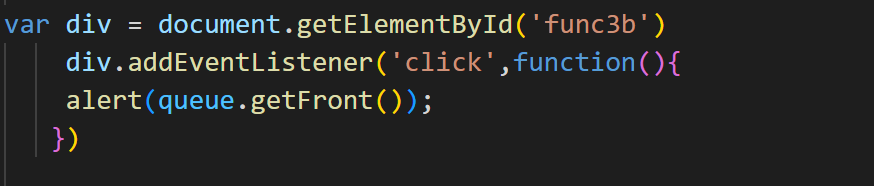 var div = document.getElementById('func3b')
div.addEventListener('click',function(){
alert(queue.getFront());
})